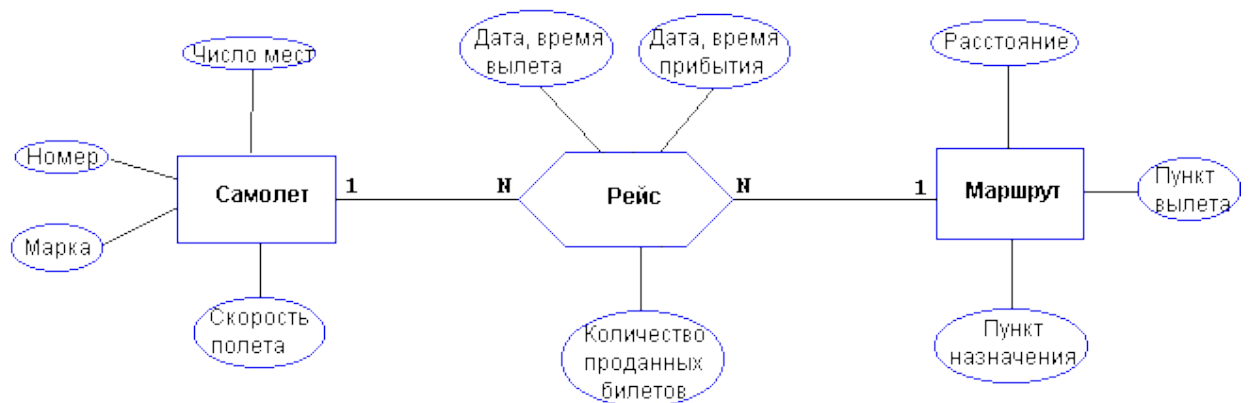 Число мест
Дата, время
вылета
Дата, время
прибытия
Расстояние
Номер
Марка
Самолет
1
N
Рейс
N
1
Маршрут
Пункт
вылета
Скорость
полета
Количество
проданных
билетов
Пункт
назначения